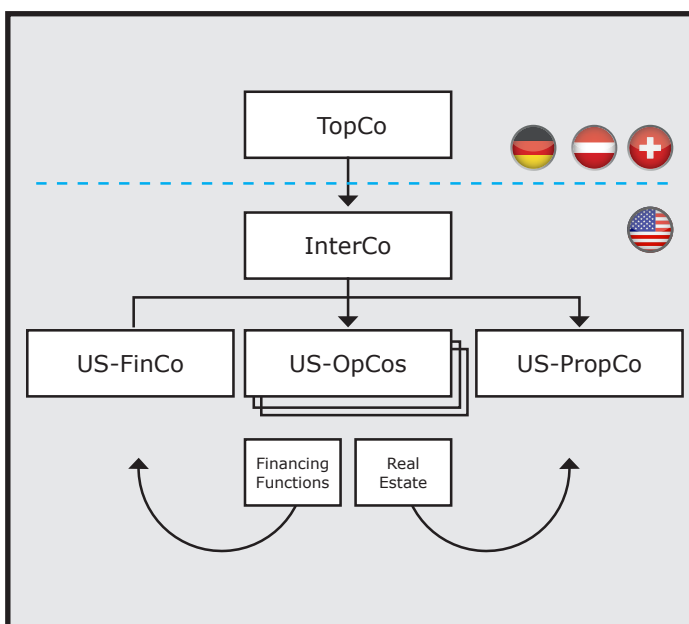 TopCo
InterCo
US-FinCo
US-OpCos
US-PropCo
Financing
Functions
Real
Estate